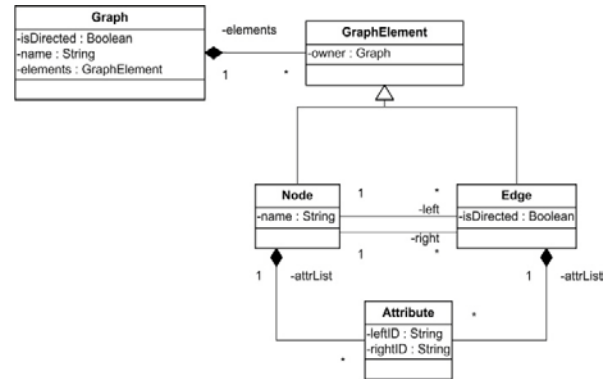 Graph
-isDirected : Boolean
-name : String
-elements : GraphElement
-elements
1
*
GraphElement
-owner : Graph
Node
-name : String
1
*
-left
-right
1
*
Edge
-isDirected : Boolean
1
-attrList
1
-attrList
Attribute
-leftID : String
-rightID : String
*
*